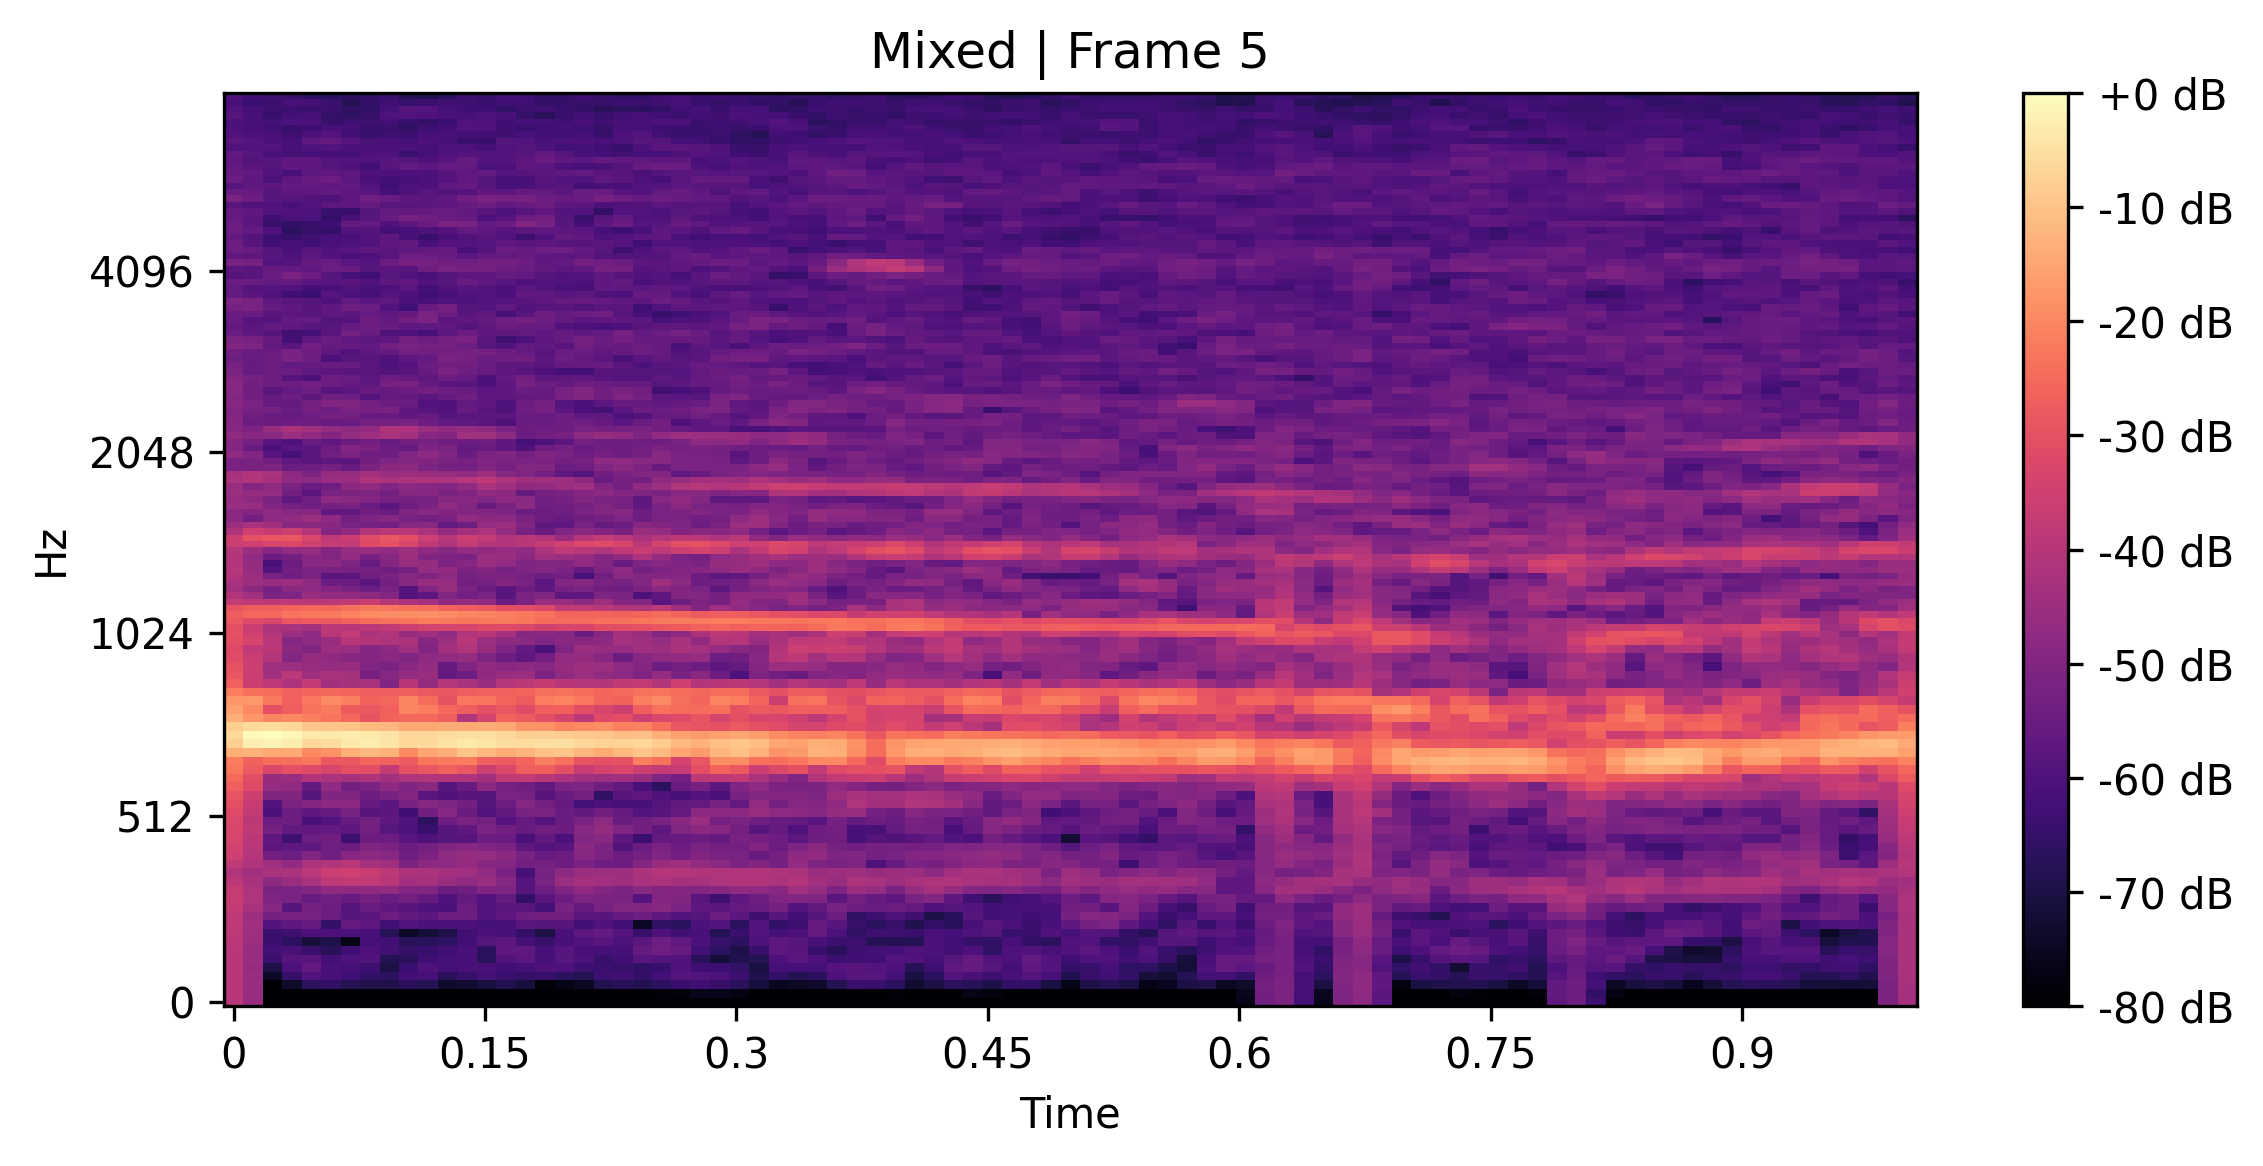 Mixed | Frame 5
+0 dB
-10 dB
-20 dB
-30 dB
-40 dB
-50 dB
-60 dB
-70 dB
-80 dB
Hz
4096
2048
1024
512
0
0 0.15 0.3 0.45 0.6 0.75 0.9
Time